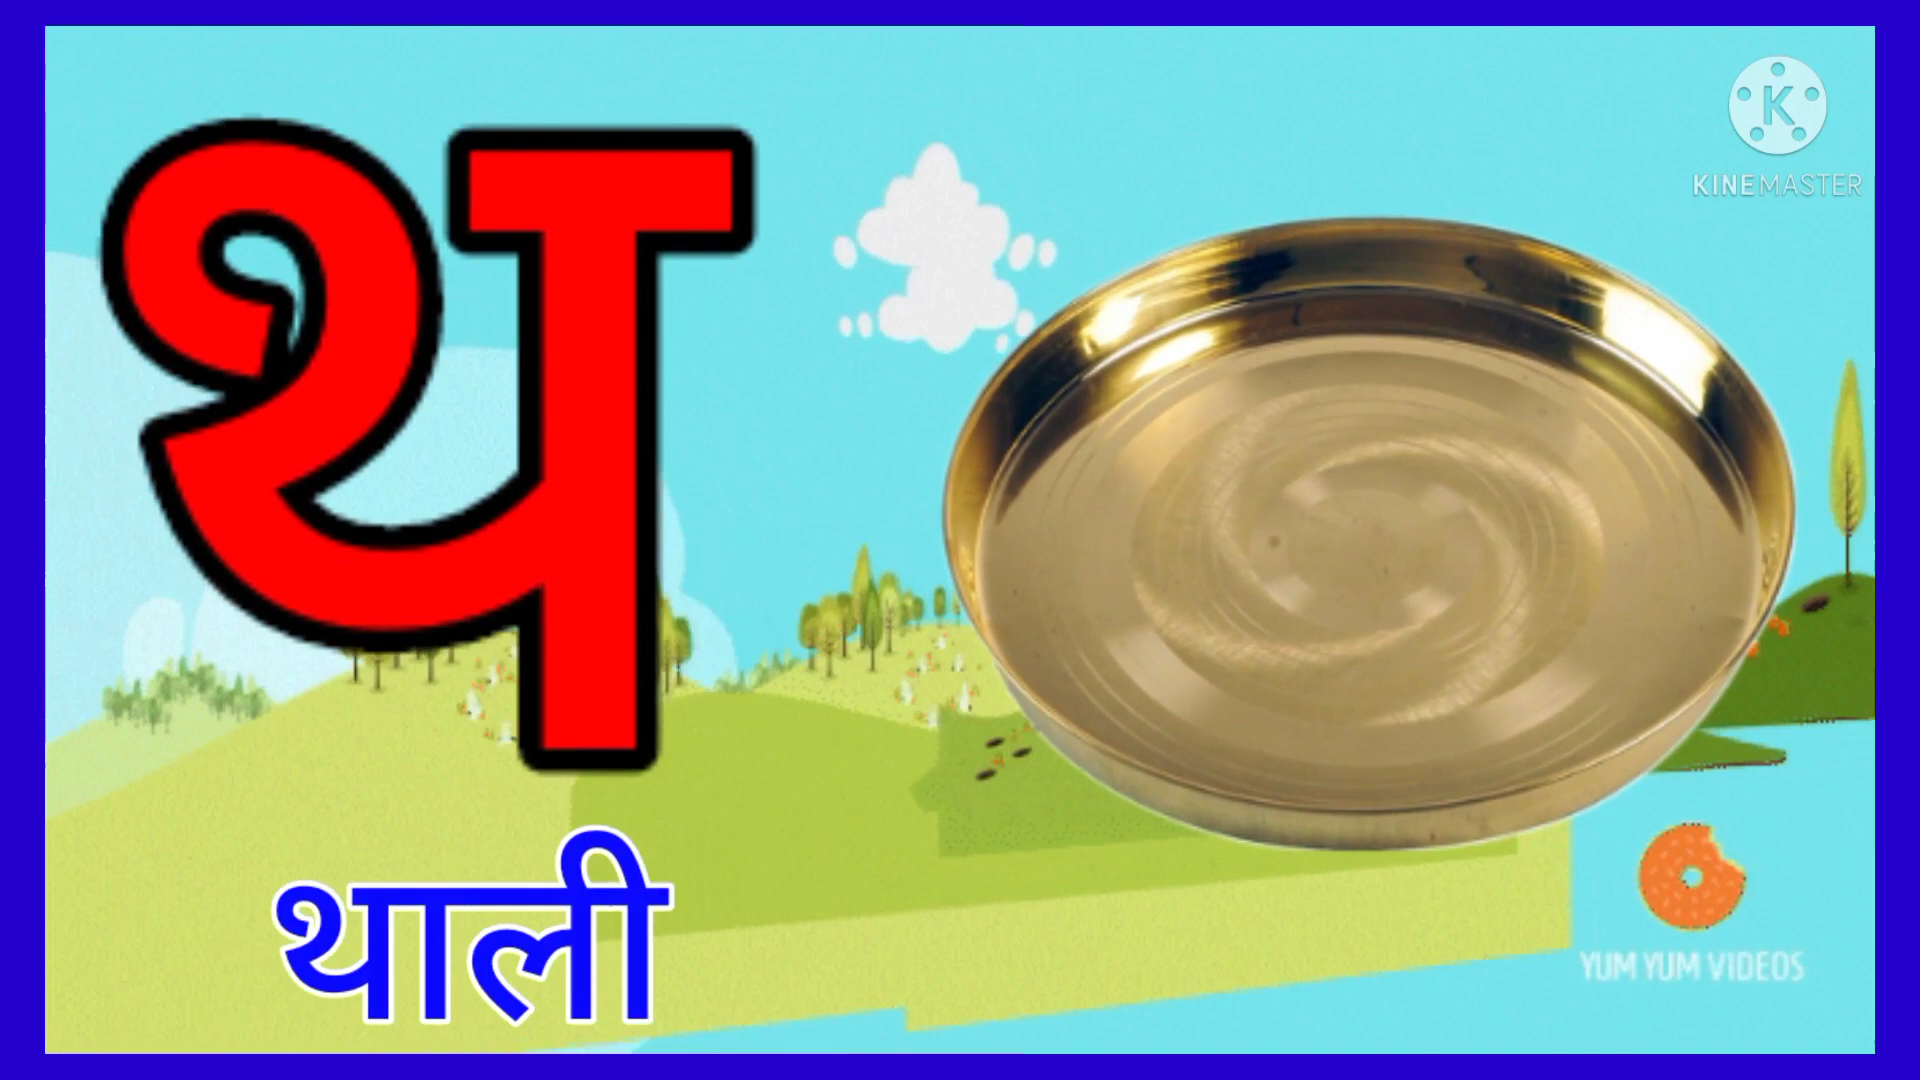 थ
K
KINEMASTER
थाली
YUM YUM VIDEOS